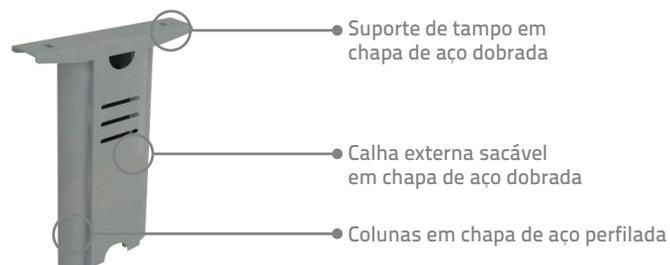 Suporte de tampo em
chapa de aço dobrada
Calha externa sacável
em chapa de aço dobrada
Colunas em chapa de aço perfilada